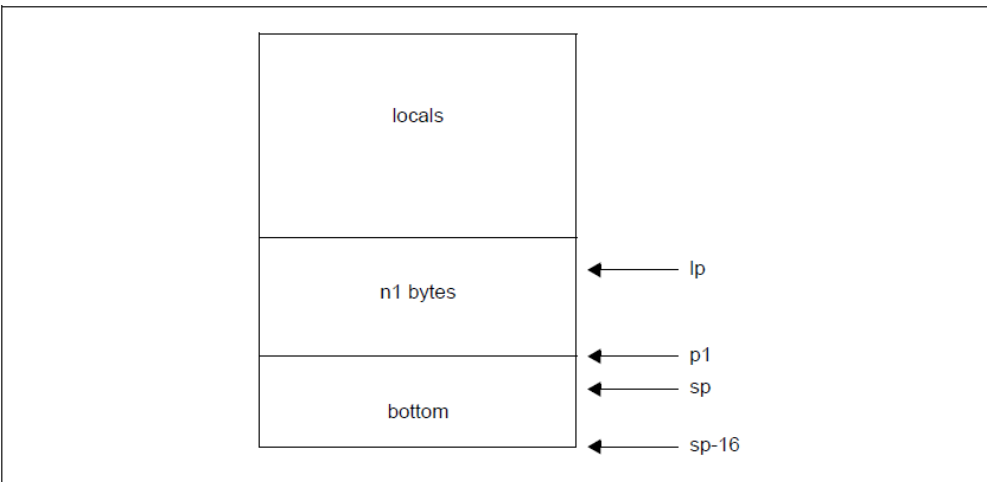 locals
lp
n1 bytes
p1
sp
bottom
sp-16